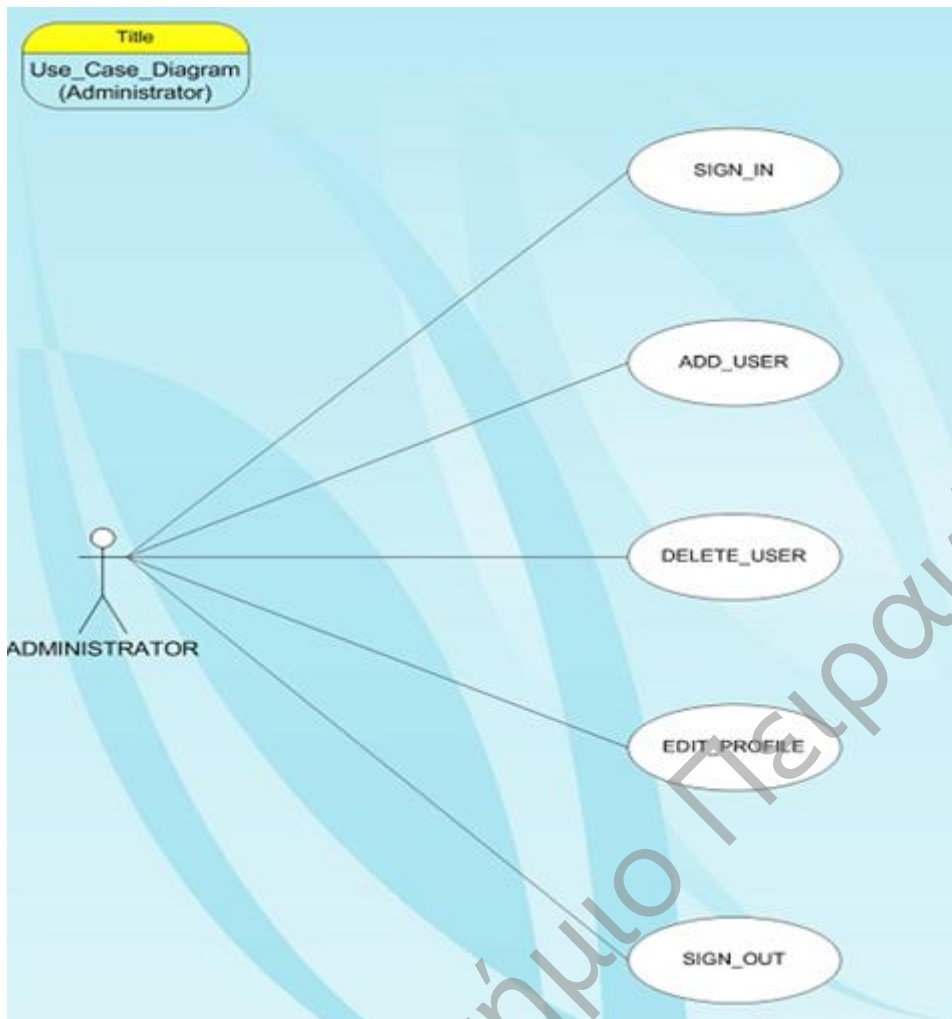 Title
Use_Case_Diagram
(Administrator)
SIGN_IN
ADD_USER
DELETE_USER
ADMINISTRATOR
EDIT_PROFILE
SIGN_OUT